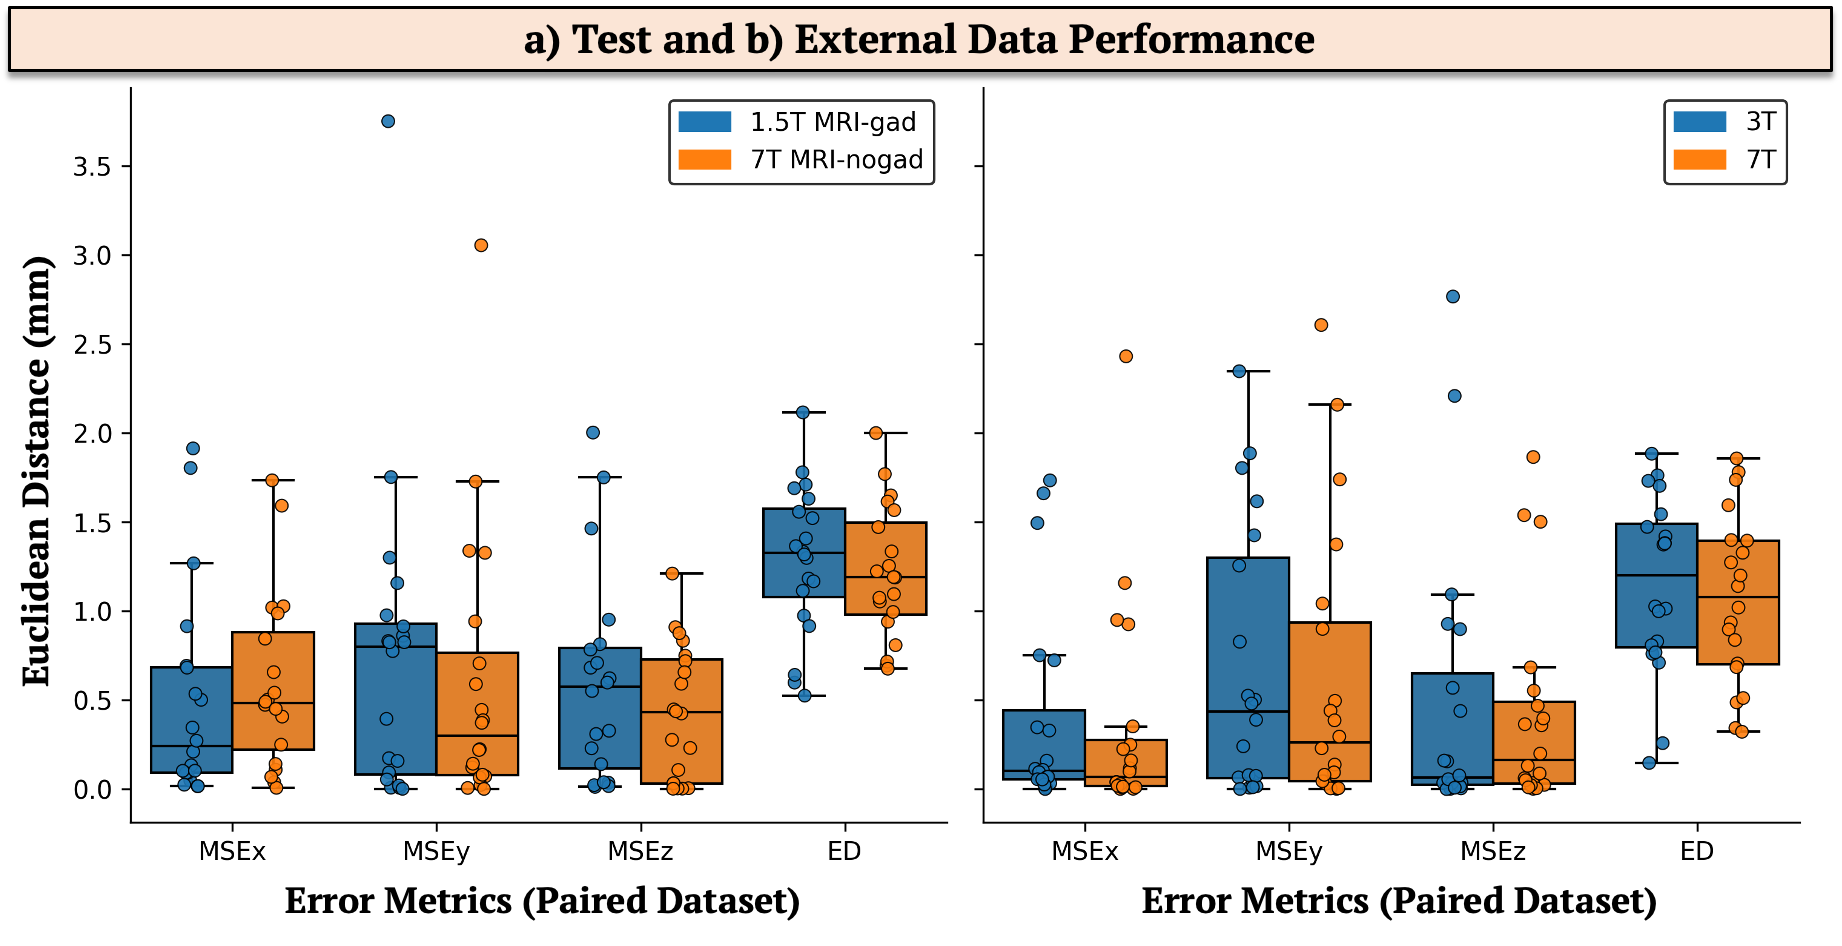 a) Test and b) External Data Performance
Euclidean Distance (mm)
3.5
3.0
2.5
2.0
1.5
1.0
0.5
0.0
1.5T MRI-gad
7T MRI-nogad
MSEx MSEy MSEz ED
Error Metrics (Paired Dataset)
3T
7T
MSEx MSEy MSEz ED
Error Metrics (Paired Dataset)